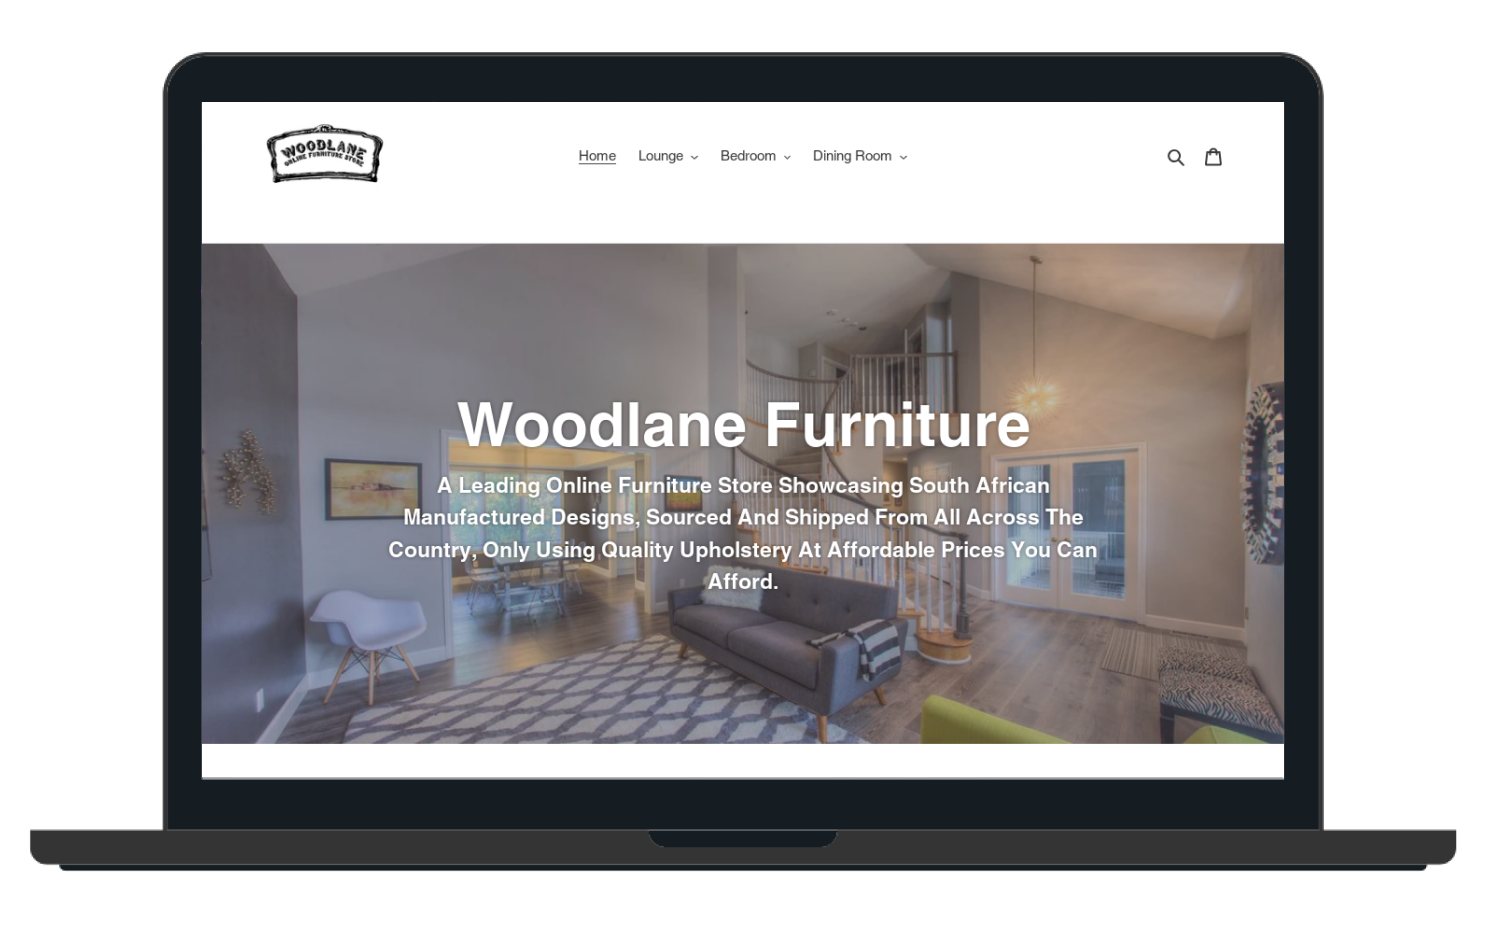 WOODLANE
ONLINE FURNITURE STORE
Home Lounge Bedroom Dining Room
Woodlane Furniture
A Leading Online Furniture Store Showcasing South African
Manufactured Designs, Sourced And Shipped From All Across The
Country, Only Using Quality Upholstery At Affordable Prices You Can
Afford.